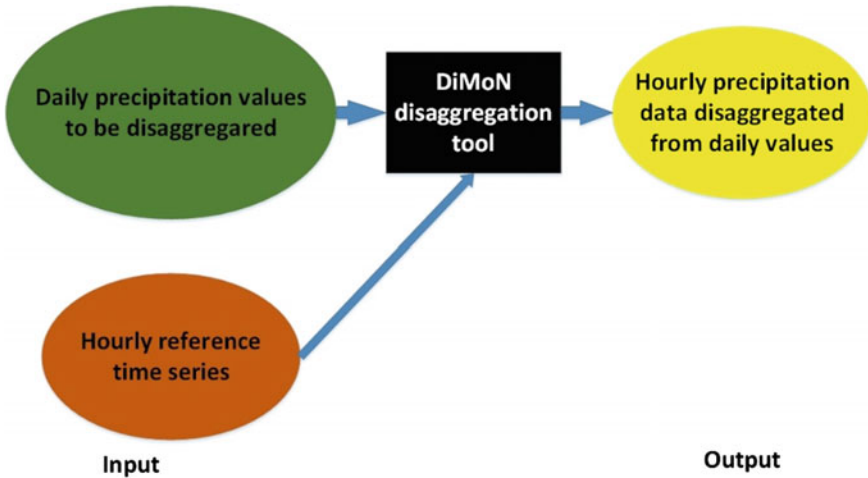 Daily precipitation values
to be disaggregared
DiMoN
disaggregation
tool
Hourly precipitation
data disaggregated
from daily values
Hourly reference
time series
Input
Output